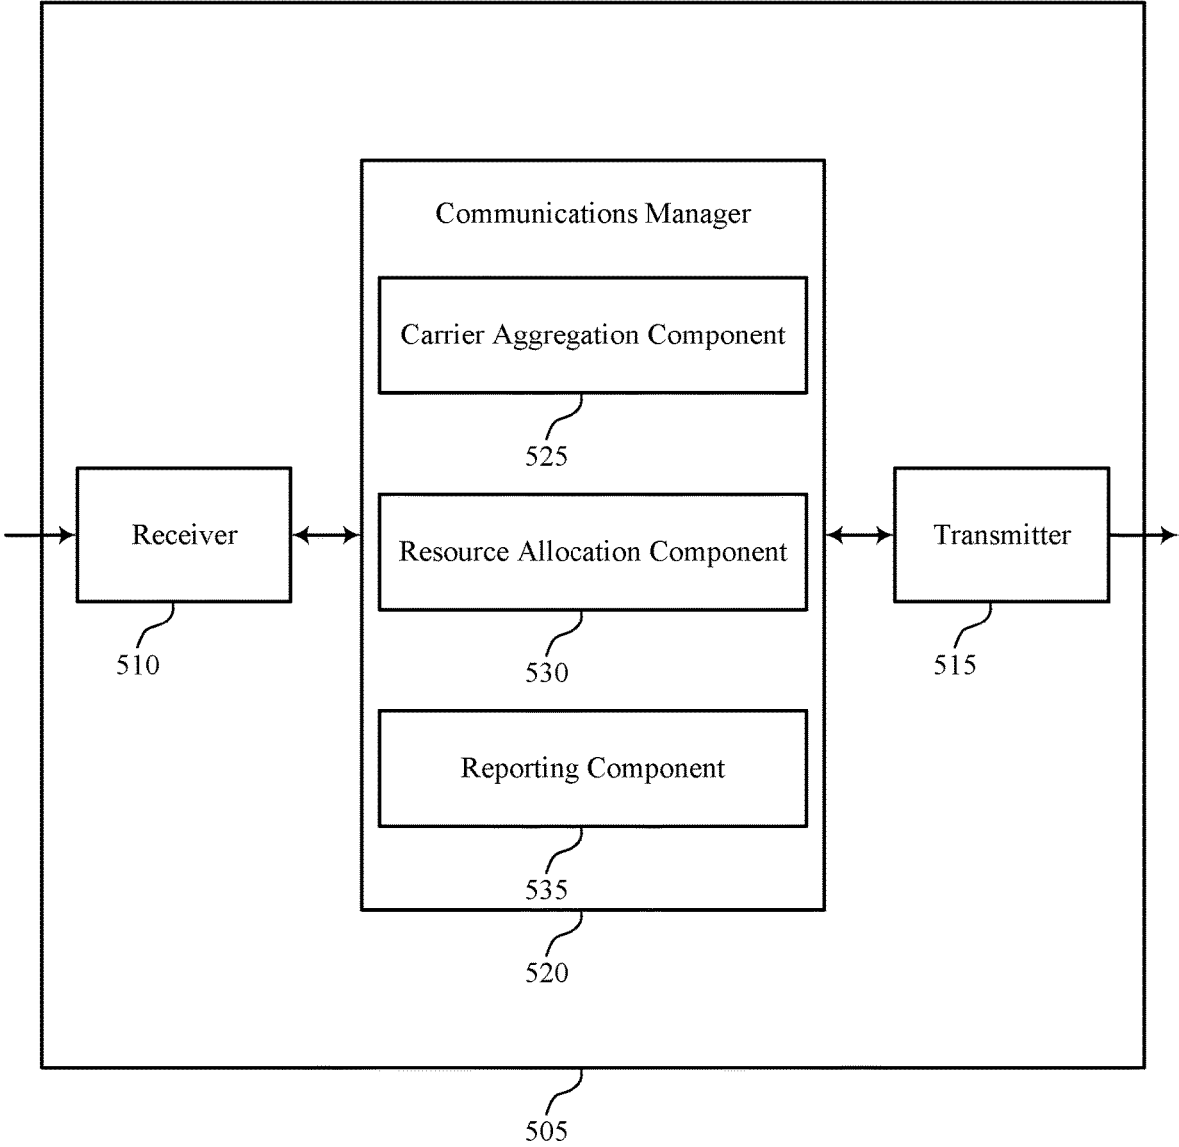 Communications Manager
Carrier Aggregation Component
525
Receiver
510
Resource Allocation Component
530
Transmitter
515
Reporting Component
535
520
505